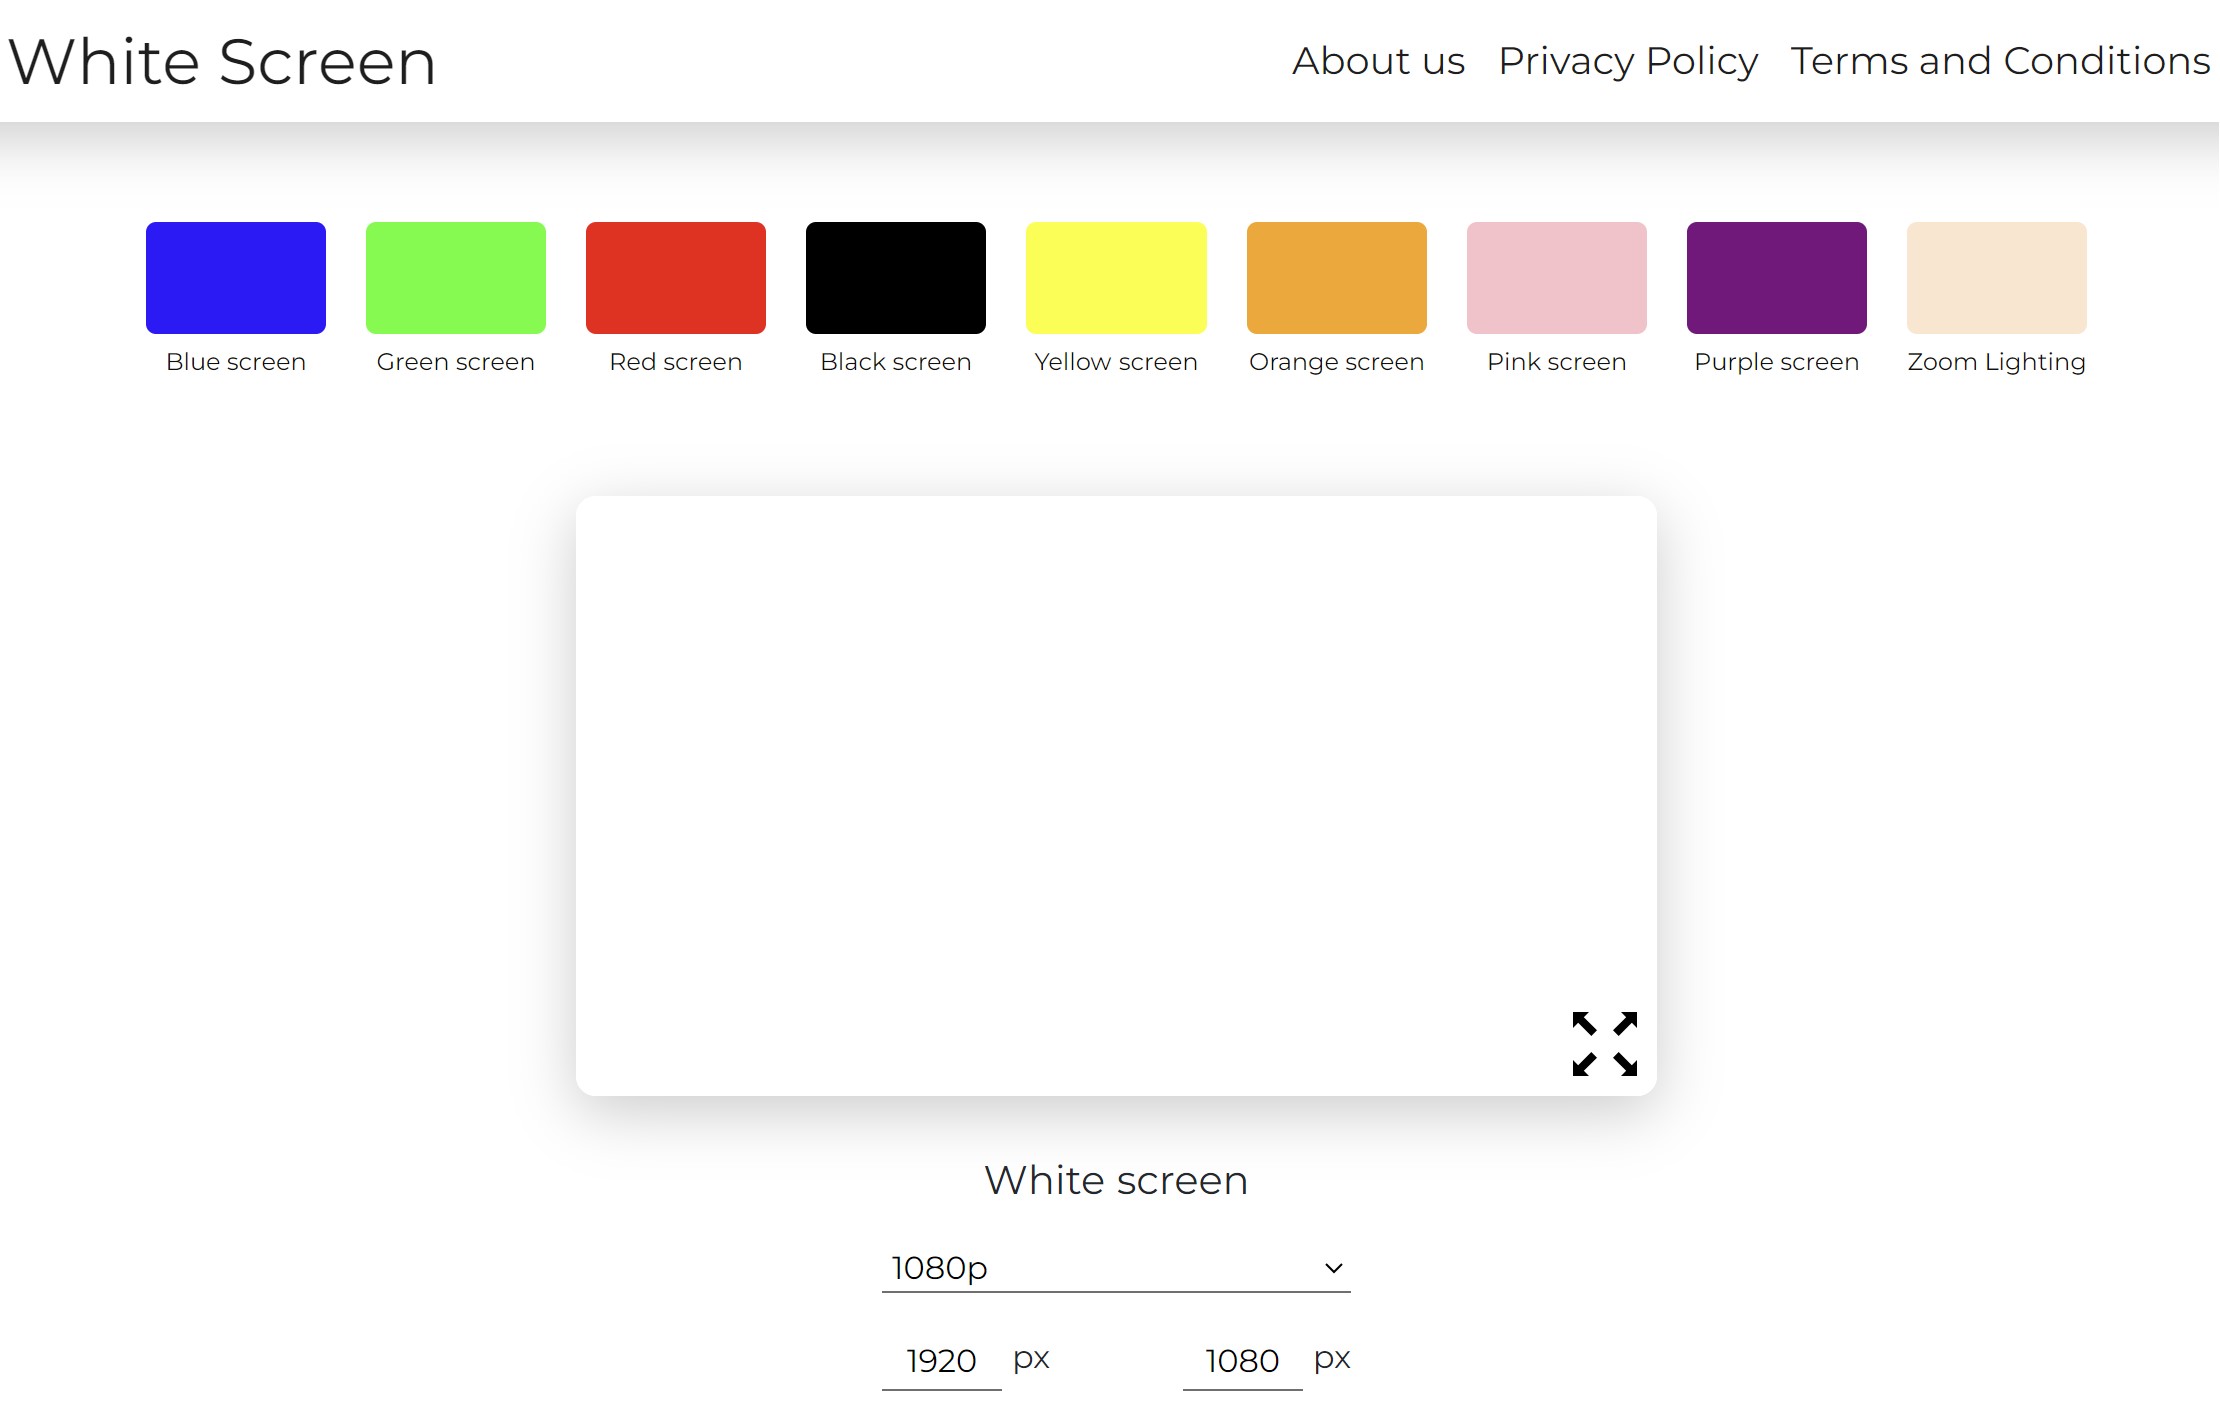 White Screen
About us Privacy Policy Terms and Conditions
Blue screen Green screen Red screen Black screen Yellow screen Orange screen Pink screen Purple screen Zoom Lighting
White screen
1080p
1920 px 1080 px